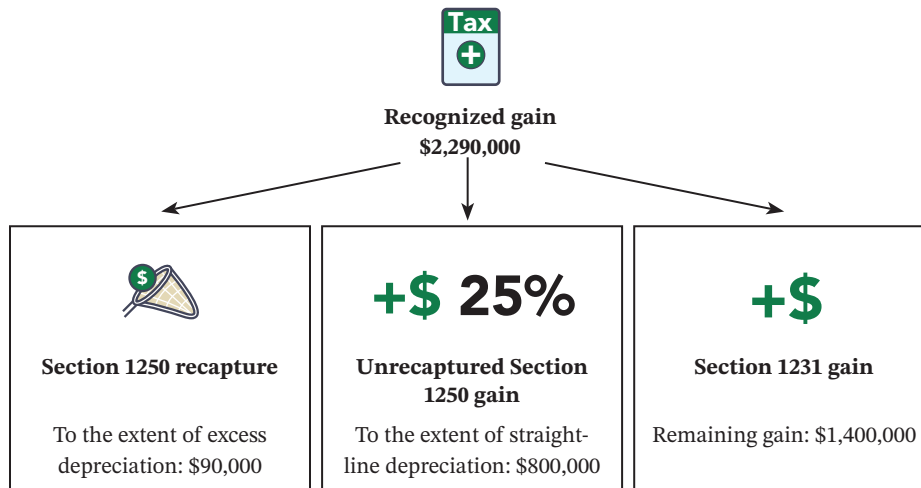 Tax
Recognized gain
$2,290,000
$
Section 1250 recapture
To the extent of excess
depreciation: $90,000
+$ 25%
Unrecaptured Section
1250 gain
To the extent of straight-
line depreciation: $800,000
+$
Section 1231 gain
Remaining gain: $1,400,000